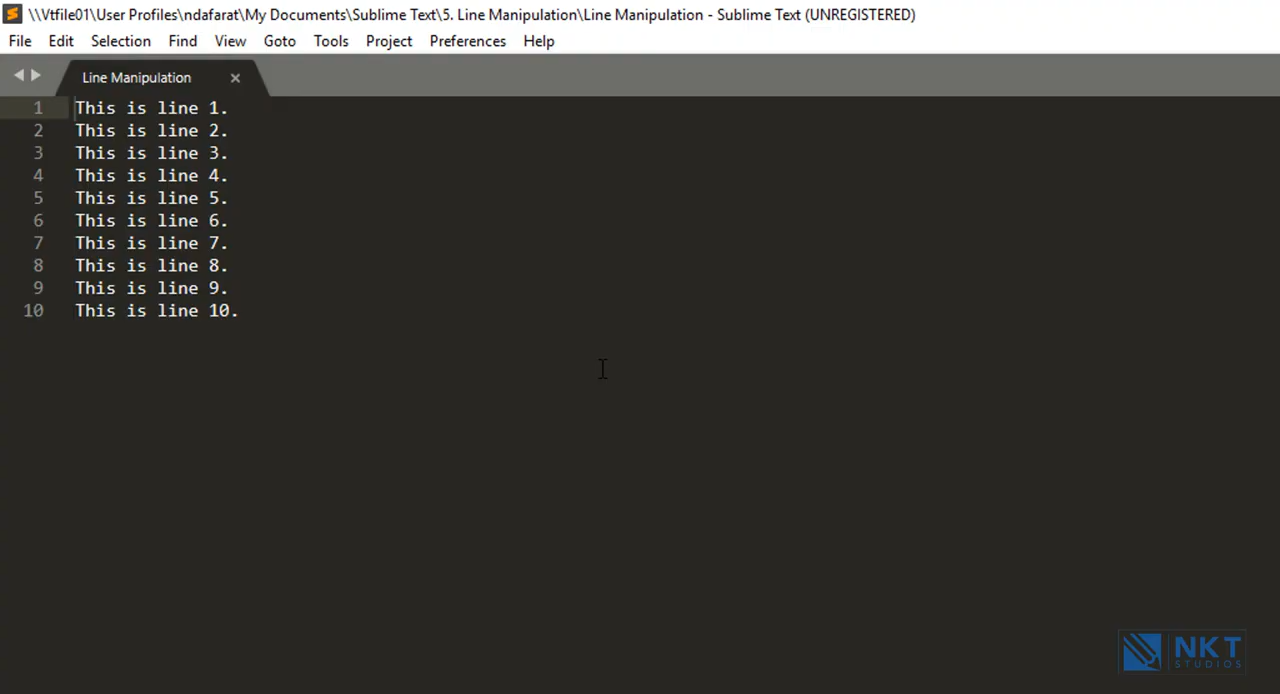 \\Vtfile01\User Profiles\ndafarat\My Documents\Sublime Text\5. Line Manipulation\Line Manipulation - Sublime Text (UNREGISTERED)
File Edit Selection Find View Goto Tools Project Preferences Help
Line Manipulation ×
1 This is line 1.
2 This is line 2.
3 This is line 3.
4 This is line 4.
5 This is line 5.
6 This is line 6.
7 This is line 7.
8 This is line 8.
9 This is line 9.
10 This is line 10.
NKT
STUDIOS